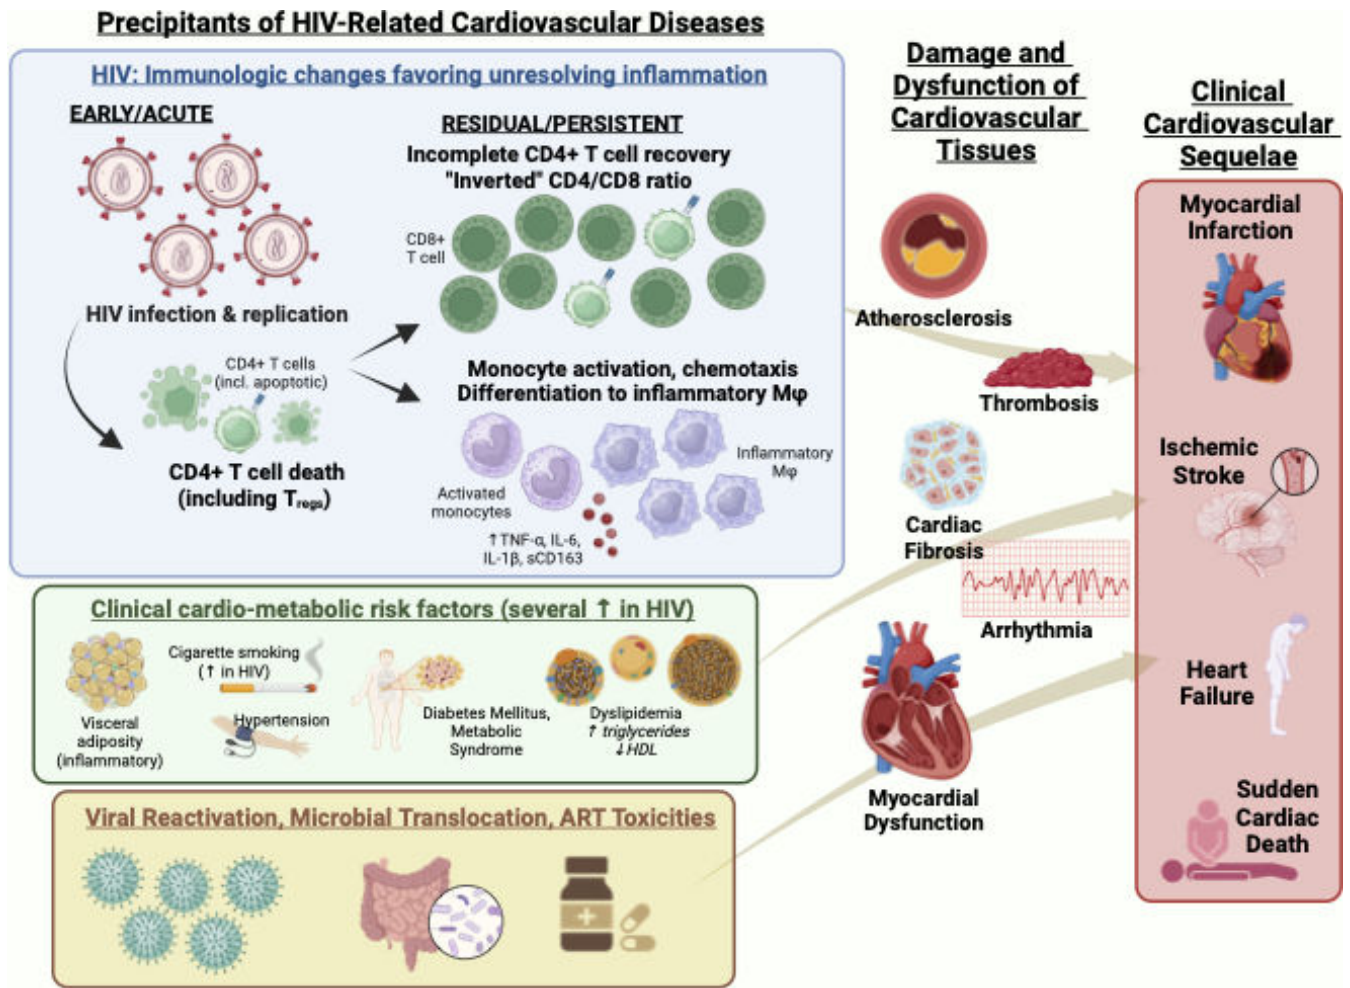 Precipitants of HIV-Related Cardiovascular Diseases
HIV: Immunologic changes favoring unresolving inflammation
EARLY/ACUTE
HIV infection & replication
CD4+ T cells
(incl. apoptotic)
CD4+ T cell death
(including Tregs)
RESIDUAL/PERSISTENT
Incomplete CD4+ T cell recovery
"Inverted" CD4/CD8 ratio
CD8+
T cell
Monocyte activation, chemotaxis
Differentiation to inflammatory Mφ
Inflammatory
Mφ
Activated
monocytes
↑TNF-α, IL-6,
IL-1β, sCD163
Clinical cardio-metabolic risk factors (several ↑ in HIV)
Visceral
adiposity
(inflammatory)
Cigarette smoking
(↑ in HIV)
Hypertension
Diabetes Mellitus,
Metabolic
Syndrome
Dyslipidemia
↑ triglycerides
↓HDL
Viral Reactivation, Microbial Translocation, ART Toxicities
Damage and
Dysfunction of
Cardiovascular
Tissues
Atherosclerosis
Thrombosis
Cardiac
Fibrosis
Arrhythmia
Myocardial
Dysfunction
Clinical
Cardiovascular
Sequelae
Myocardial
Infarction
Ischemic
Stroke
Heart
Failure
Sudden
Cardiac
Death